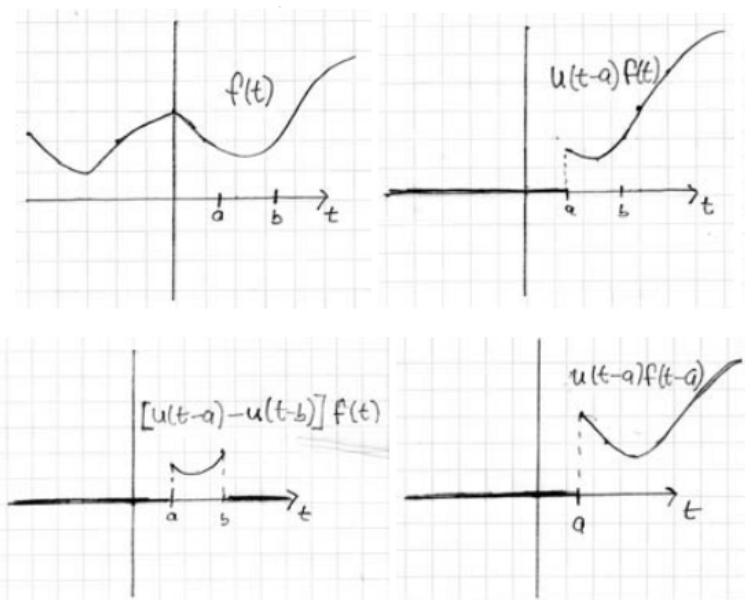 f(t)
a b t
u(t-a)f(t)
a b t
[u(t-a)-u(t-b)]f(t)
a b t
u(t-a)f(t-a)
a t